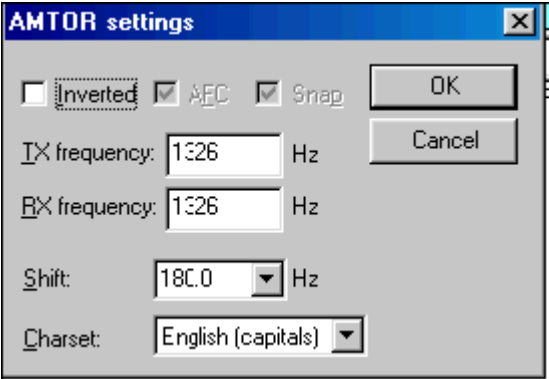 AMTOR settings
Inverted AFC Snap OK
TX frequency: 1326 Hz Cancel
RX frequency: 1326 Hz
Shift: 180.0 Hz
Charset: English (capitals)